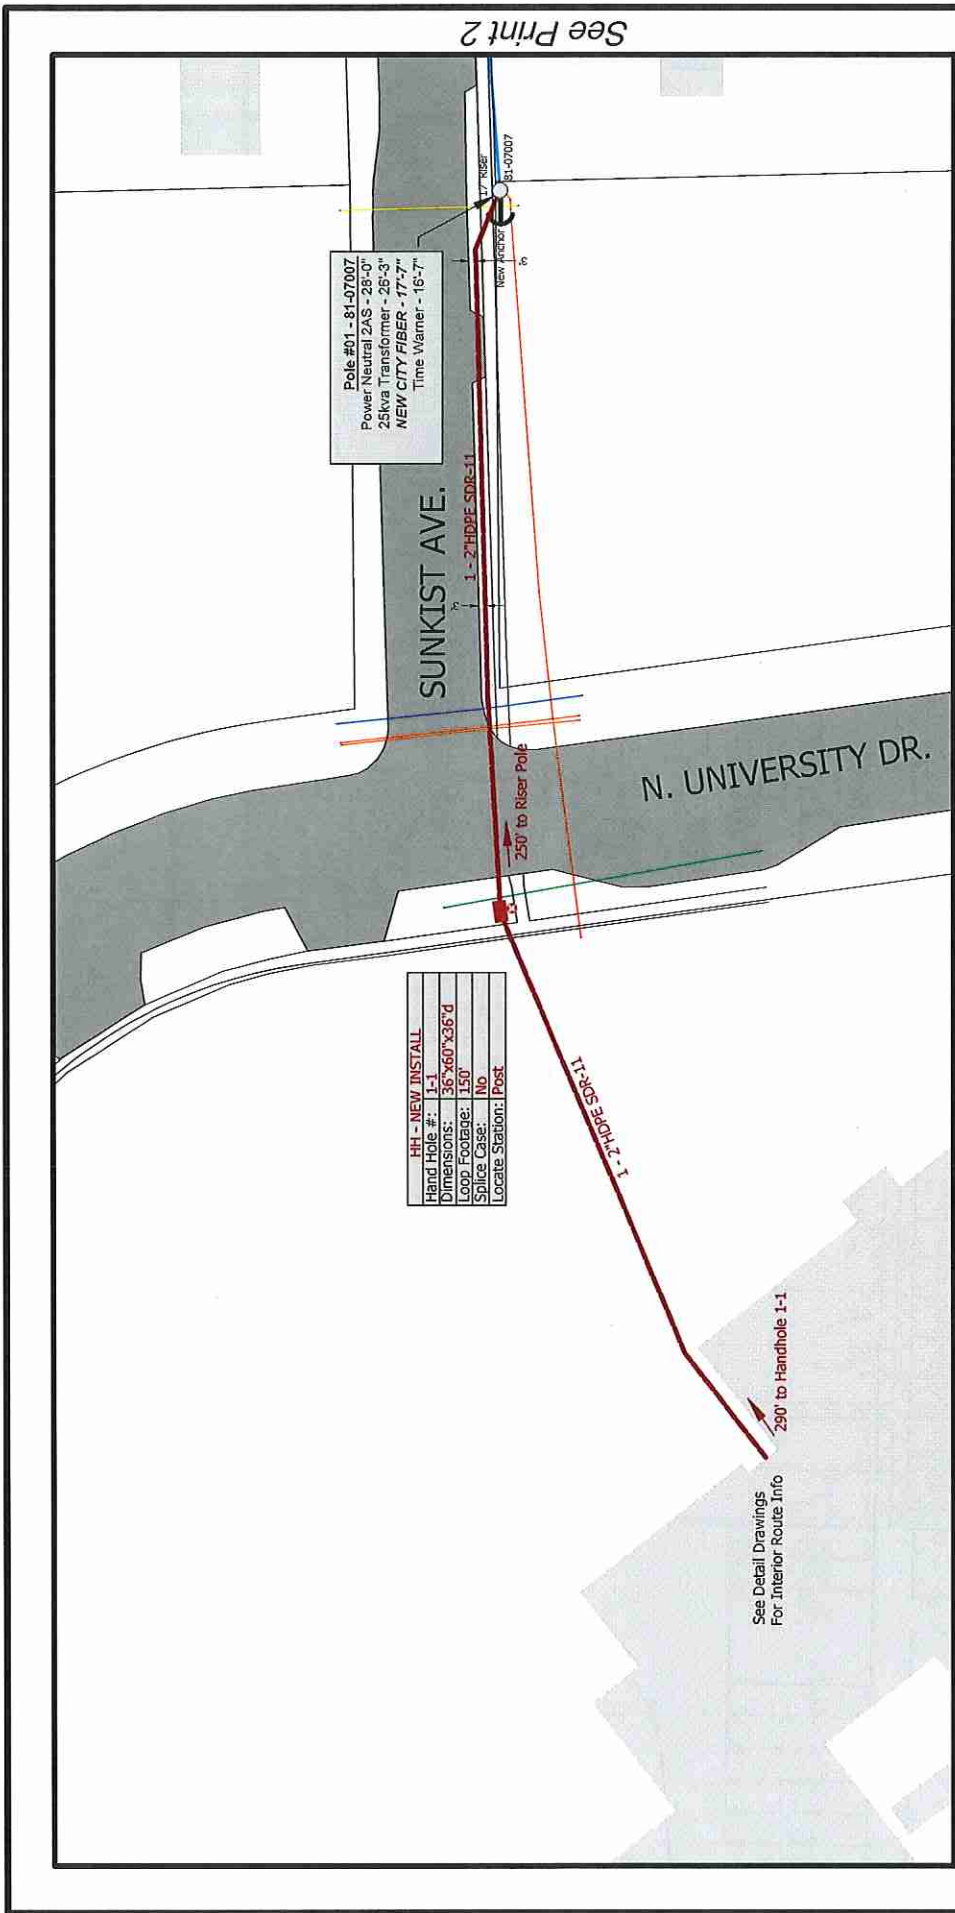 See Print 2
Pole #01 - 81-07007
Power Neutral 2AS - 28'-0"
25kva Transformer - 26'-3"
NEW CITY FIBER - 17'-7"
Time Warner - 16'-7"
17' Riser
81-07007
New Anchor
3'
SUNKIST AVE.
1 - 2"HDPE SDR-11
3'
N. UNIVERSITY DR.
250' to Riser Pole
HH - NEW INSTALL
Hand Hole #: 1-1
Dimensions: 36"x60"x36"d
Loop Footage: 150'
Splice Case: No
Locate Station: Post
1 - 2"HDPE SDR-11
290' to Handhole 1-1
See Detail Drawings
For Interior Route Info